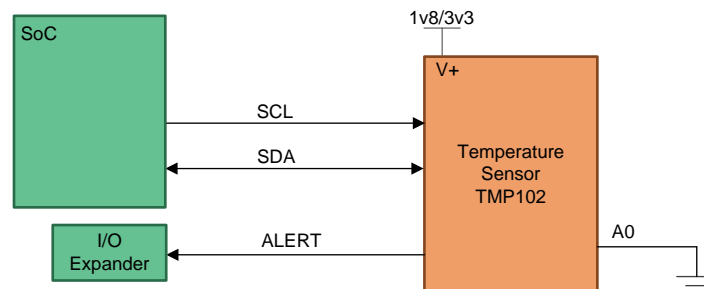 1v8/3v3
SoC
V+
SCL
SDA
Temperature
Sensor
TMP102
I/O
Expander
ALERT
A0